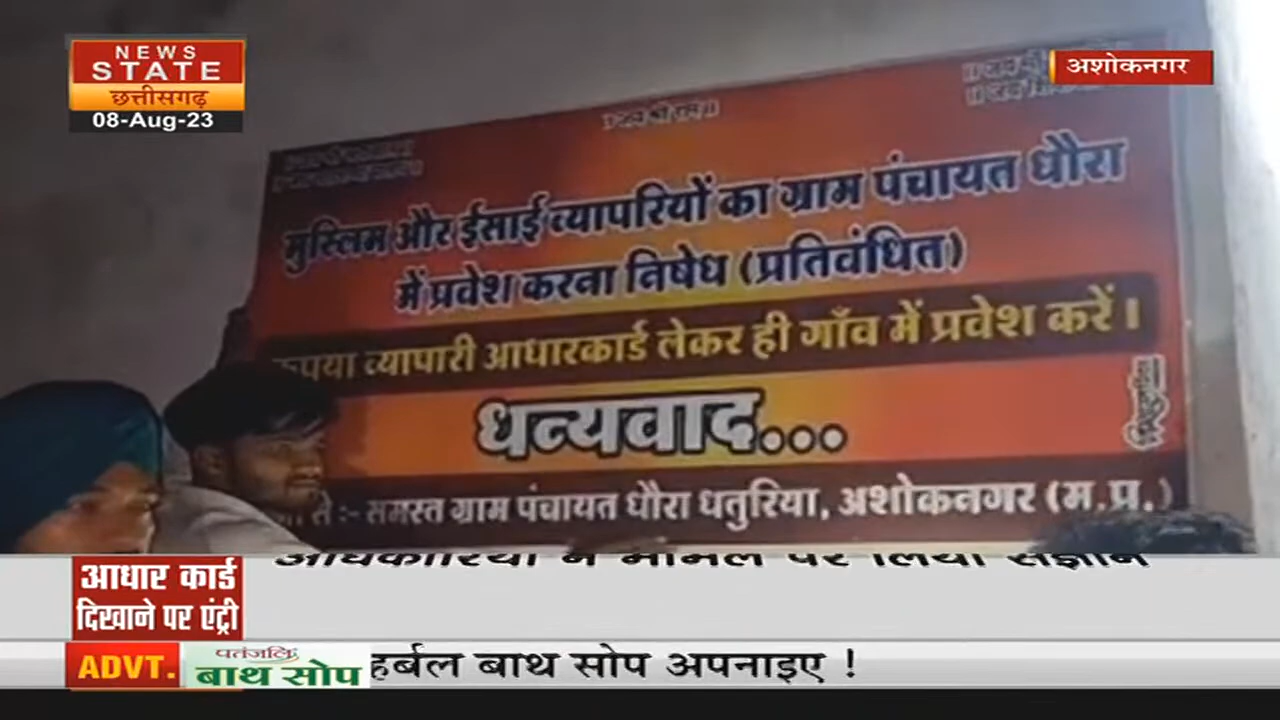 NEWS
STATE
छत्तीसगढ़
08-Aug-23
अशोकनगर
मुस्लिम और ईसाई व्यापरियों का ग्राम पंचायत धौरा
में प्रवेश करना निषेध (प्रतिवंधित)
व्यापारी आधारकार्ड लेकर ही गाँव में प्रवेश करें।
धन्यवाद...
से :- समस्त ग्राम पंचायत धौरा धतुरिया, अशोकनगर (म.प्र.)
आधार कार्ड
दिखाने पर एंट्री
ADVT.
पतंजलि
बाथ सोप
हर्बल बाथ सोप अपनाइए !